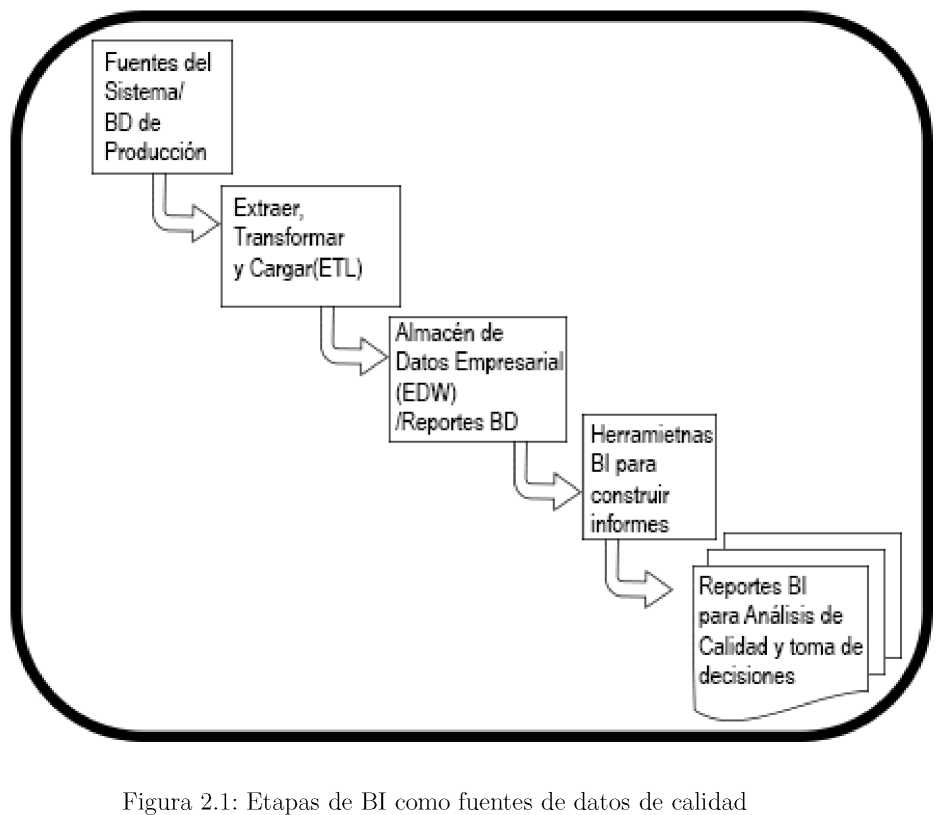 Fuentes del
Sistema/
BD de
Producción
Extraer,
Transformar
y Cargar(ETL)
Almacén de
Datos Empresarial
(EDW)
/Reportes BD
Herramietnas
BI para
construir
informes
Reportes BI
para Análisis de
Calidad y toma de
decisiones
Figura 2.1: Etapas de BI como fuentes de datos de calidad